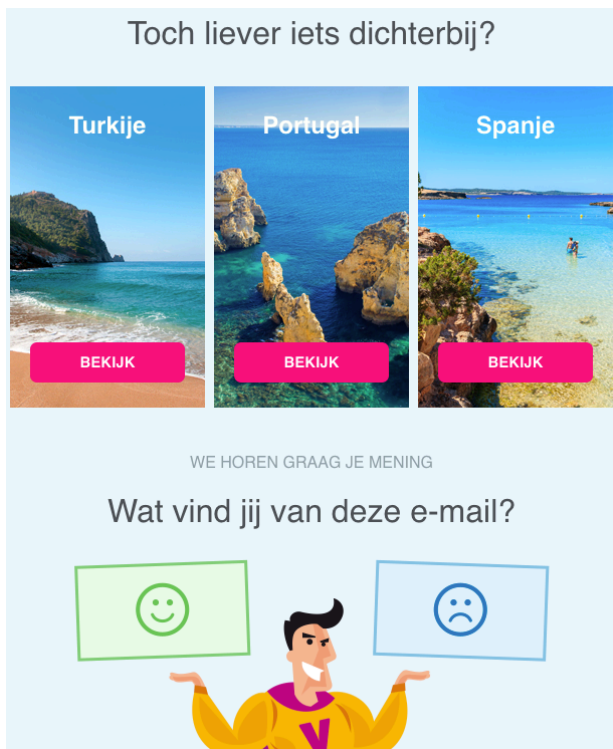 Toch liever iets dichterbij?
Turkije
Portugal
Spanje
BEKIJK
BEKIJK
BEKIJK
WE HOREN GRAAG JE MENING
Wat vind jij van deze e-mail?
V